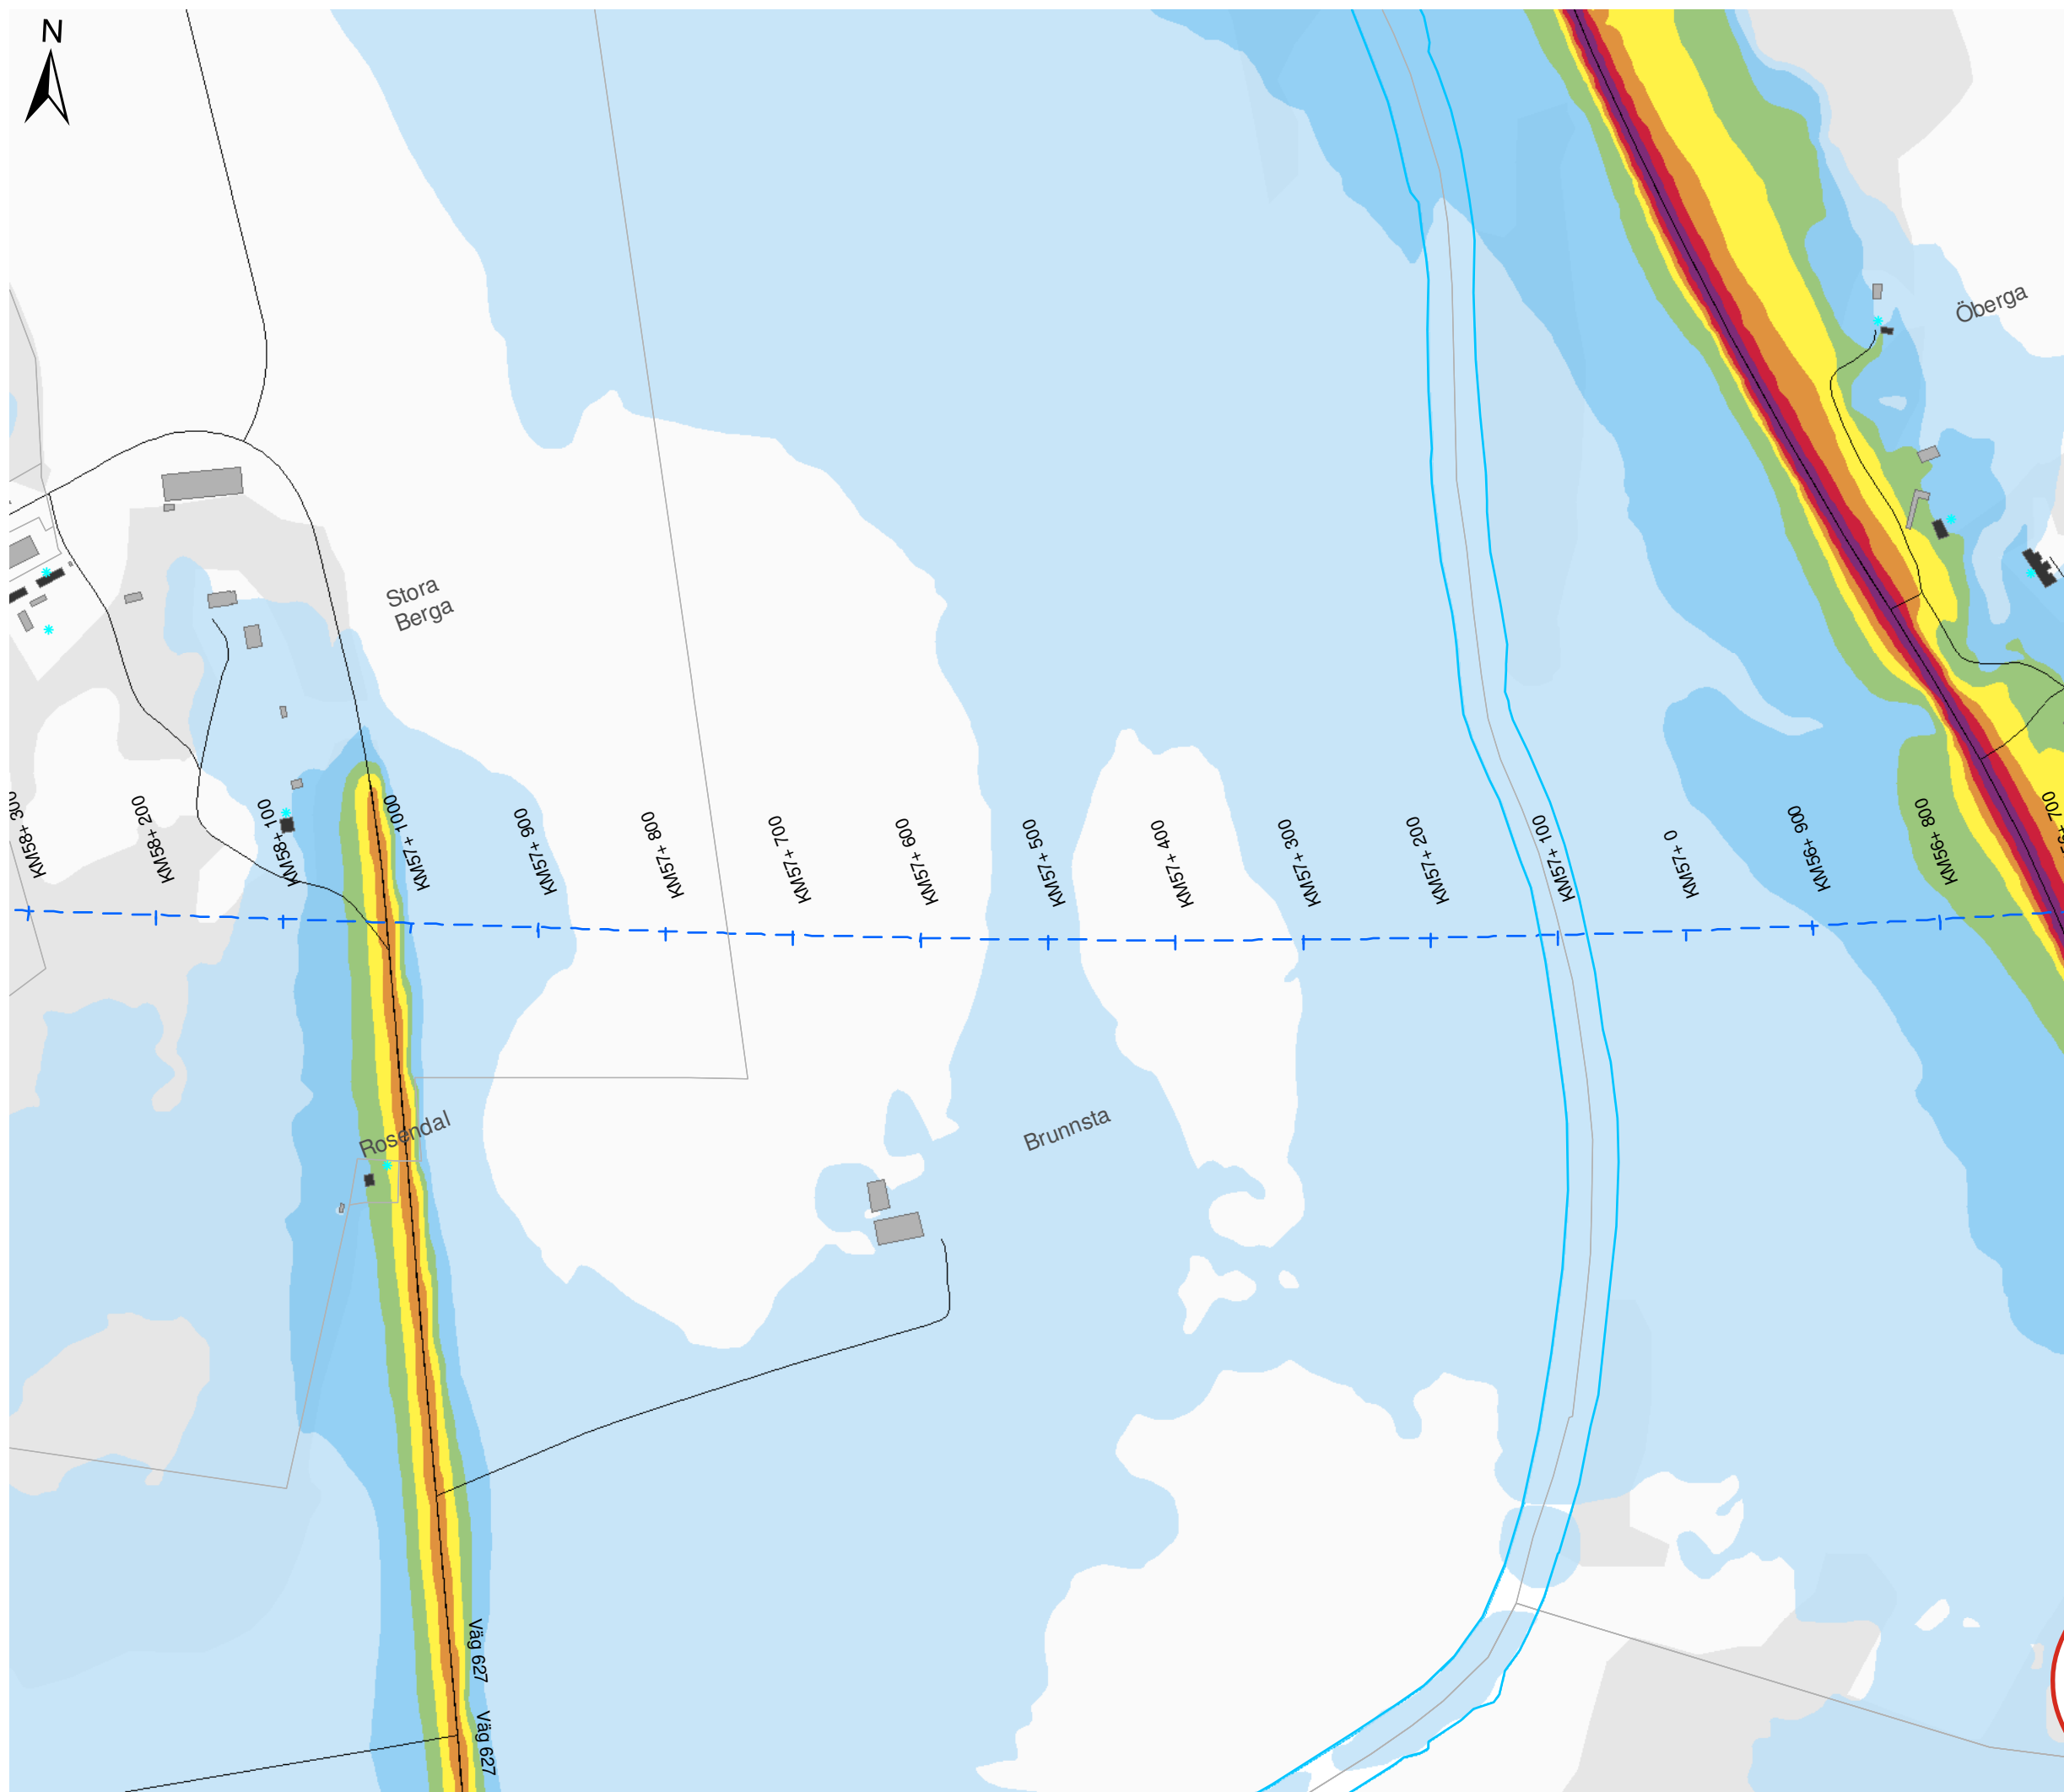 N
Öberga
Stora
Berga
KM58+ 300
KM58+ 200
KM58+ 100
KM57+ 1000
KM57+ 900
KM57+ 800
KM57+ 700
KM57+ 600
KM57+ 500
KM57+ 400
KM57+ 300
KM57+ 200
KM57+ 100
KM57+ 0
KM56+ 900
KM56+ 800
56+ 700
Rosendal
Brunnsta
Väg 627
Väg 627